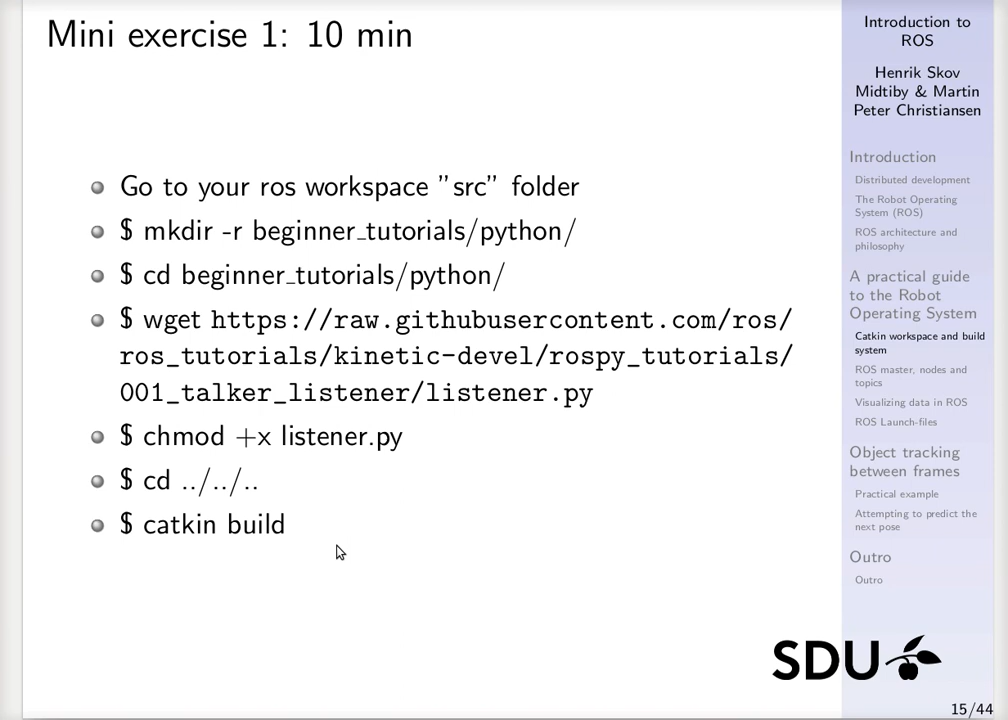 Mini exercise 1: 10 min
Go to your ros workspace ”src” folder
$ mkdir -r beginner_tutorials/python/
$ cd beginner_tutorials/python/
$ wget https://raw.githubusercontent.com/ros/
ros_tutorials/kinetic-devel/rospy_tutorials/
001_talker_listener/listener.py
$ chmod +x listener.py
$ cd ../../..
$ catkin build
Introduction to
ROS
Henrik Skov
Midtiby & Martin
Peter Christiansen
Introduction
Distributed development
The Robot Operating
System (ROS)
ROS architecture and
philosophy
A practical guide
to the Robot
Operating System
Catkin workspace and build
system
ROS master, nodes and
topics
Visualizing data in ROS
ROS Launch-files
Object tracking
between frames
Practical example
Attempting to predict the
next pose
Outro
Outro
SDU
15/44